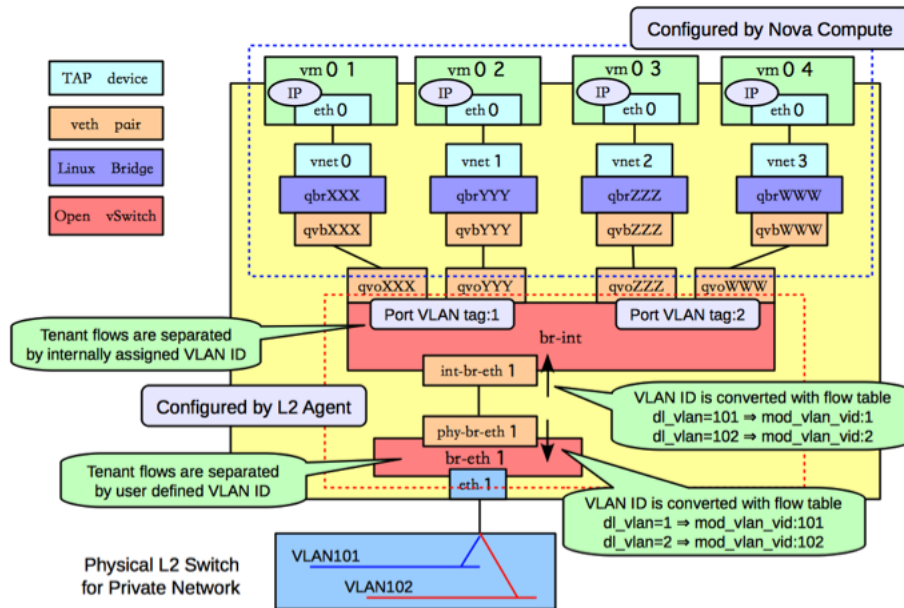 Configured by Nova Compute
TAP device
veth pair
Linux Bridge
Open vSwitch
vm 0 1
vm 0 2
vm 0 3
vm 0 4
IP
IP
IP
IP
eth 0
eth 0
eth 0
eth 0
vnet 0
vnet 1
vnet 2
vnet 3
qbrXXX
qbrYYY
qbrZZZ
qbrWWW
qvbXXX
qvbYYY
qvbZZZ
qvbWWW
qvoXXX
qvoYYY
qvoZZZ
qvoWWW
Port VLAN tag:1
Port VLAN tag:2
br-int
Tenant flows are separated
by internally assigned VLAN ID
int-br-eth 1
Configured by L2 Agent
VLAN ID is converted with flow table
dl_vlan=101 ⇒ mod_vlan_vid:1
dl_vlan=102 ⇒ mod_vlan_vid:2
phy-br-eth 1
br-eth 1
Tenant flows are separated
by user defined VLAN ID
eth 1
VLAN ID is converted with flow table
dl_vlan=1 ⇒ mod_vlan_vid:101
dl_vlan=2 ⇒ mod_vlan_vid:102
Physical L2 Switch
for Private Network
VLAN101
VLAN102